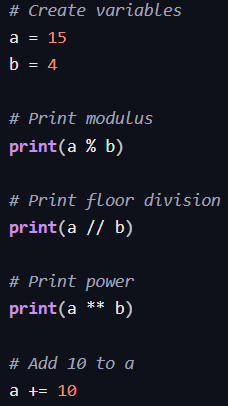 # Create variables
a = 15
b = 4
# Print modulus
print(a % b)
# Print floor division
print(a // b)
# Print power
print(a ** b)
# Add 10 to a
a += 10